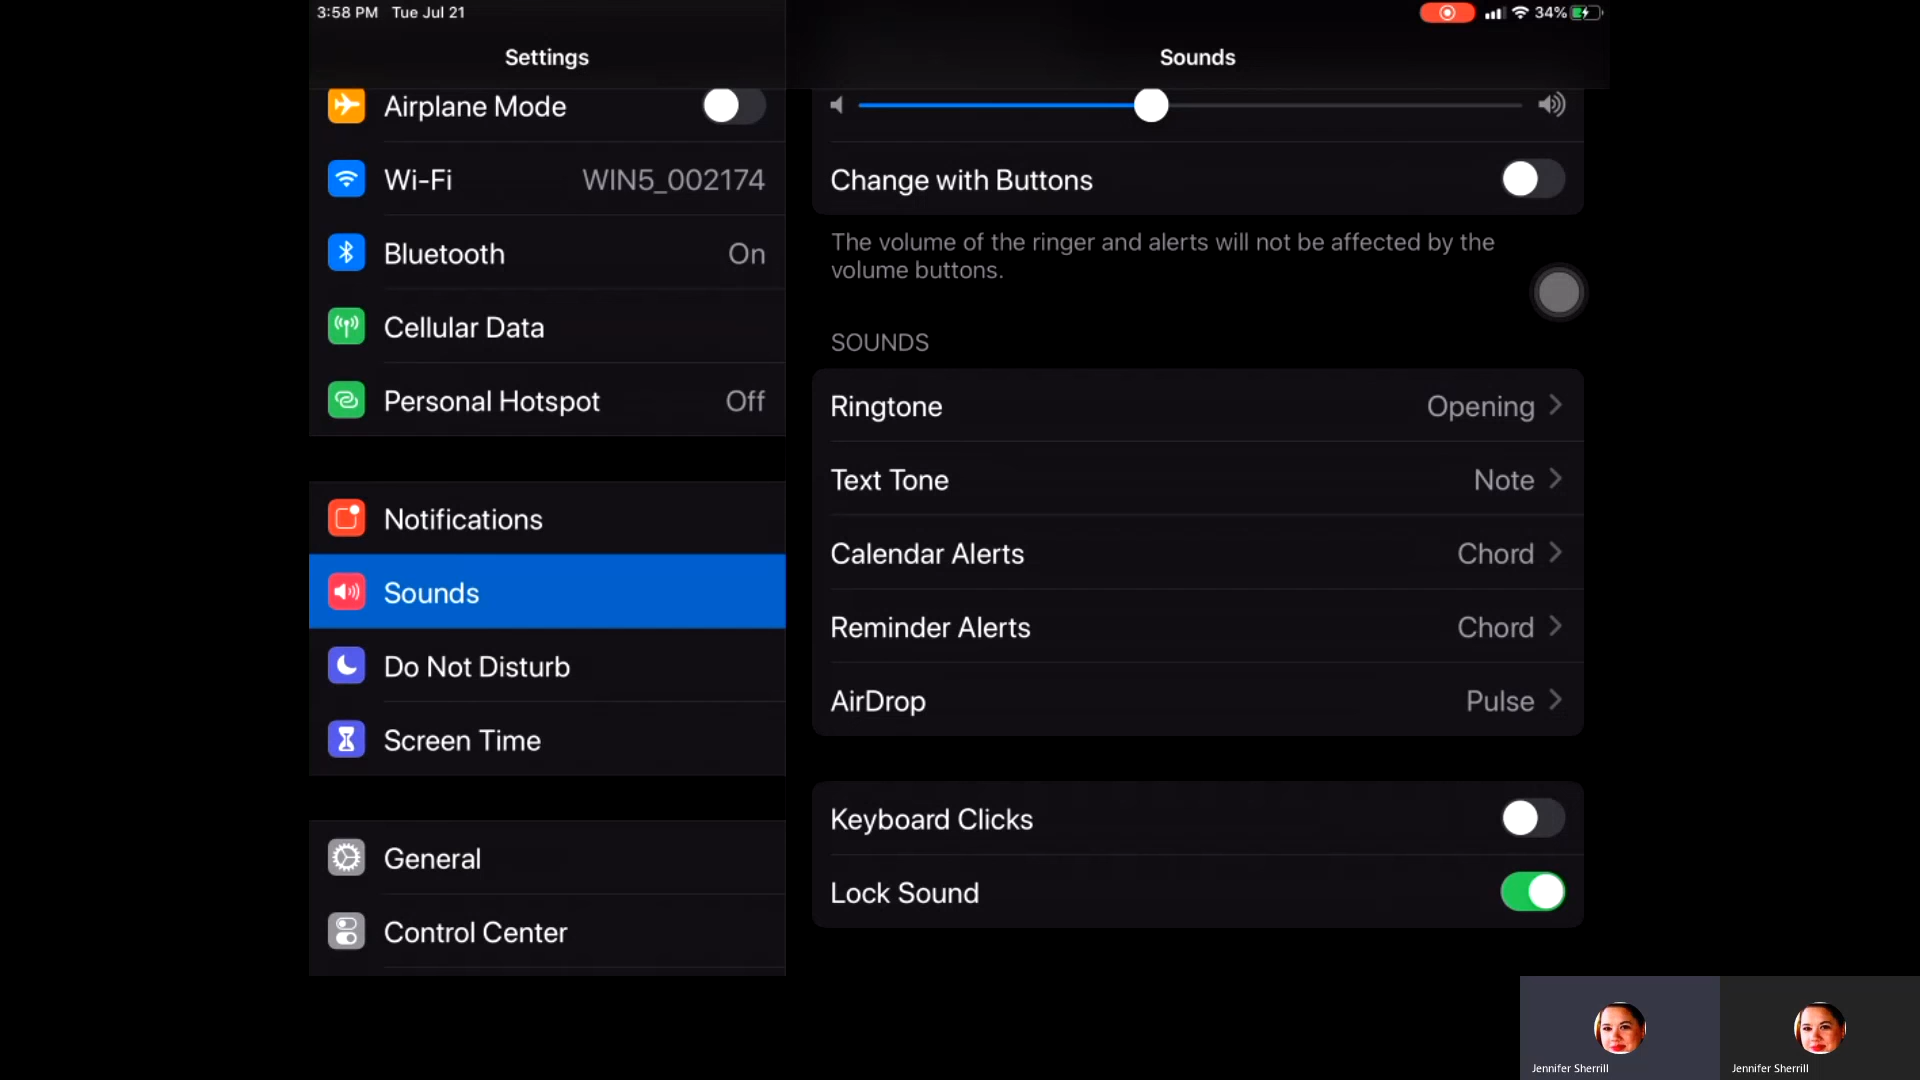 3:58 PM Tue Jul 21
34%
Settings
Airplane Mode
Wi-Fi WIN5_002174
Bluetooth On
Cellular Data
Personal Hotspot Off
Notifications
Sounds
Do Not Disturb
Screen Time
General
Control Center
Sounds
Change with Buttons
The volume of the ringer and alerts will not be affected by the
volume buttons.
SOUNDS
Ringtone Opening
Text Tone Note
Calendar Alerts Chord
Reminder Alerts Chord
AirDrop Pulse
Keyboard Clicks
Lock Sound
Jennifer Sherrill
Jennifer Sherrill